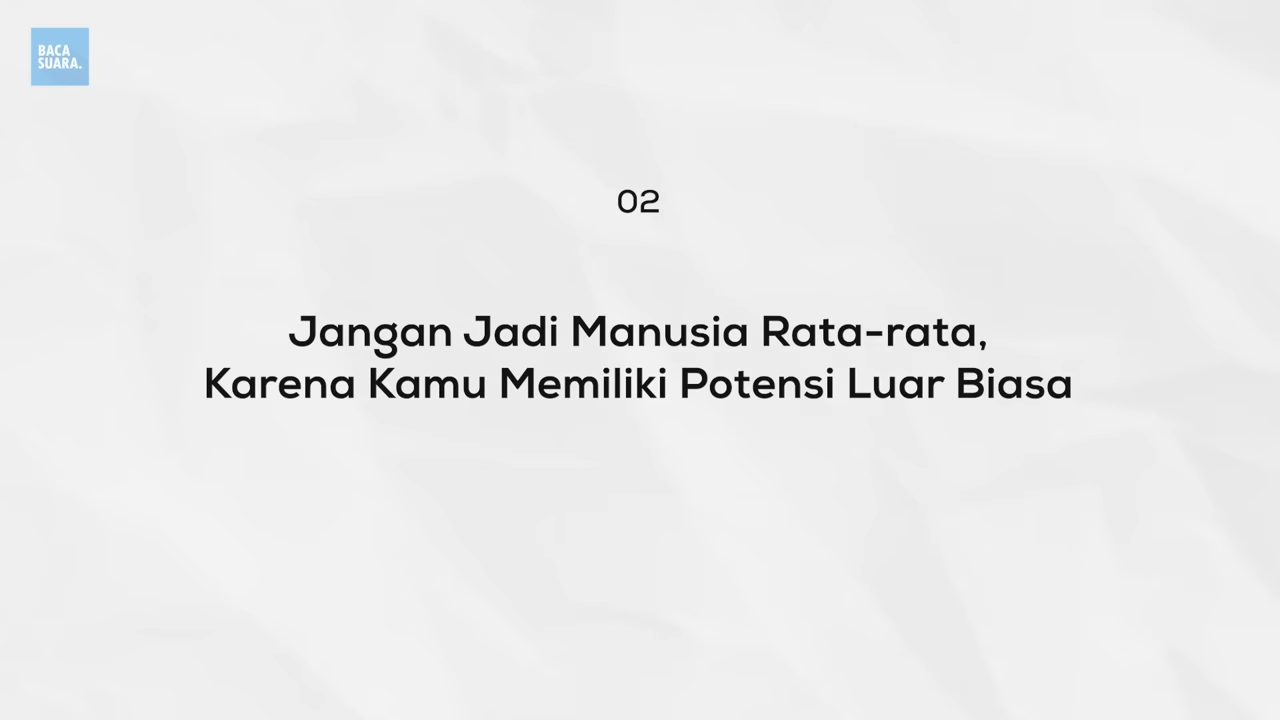 BACA
SUARA.
02
Jangan Jadi Manusia Rata-rata,
Karena Kamu Memiliki Potensi Luar Biasa